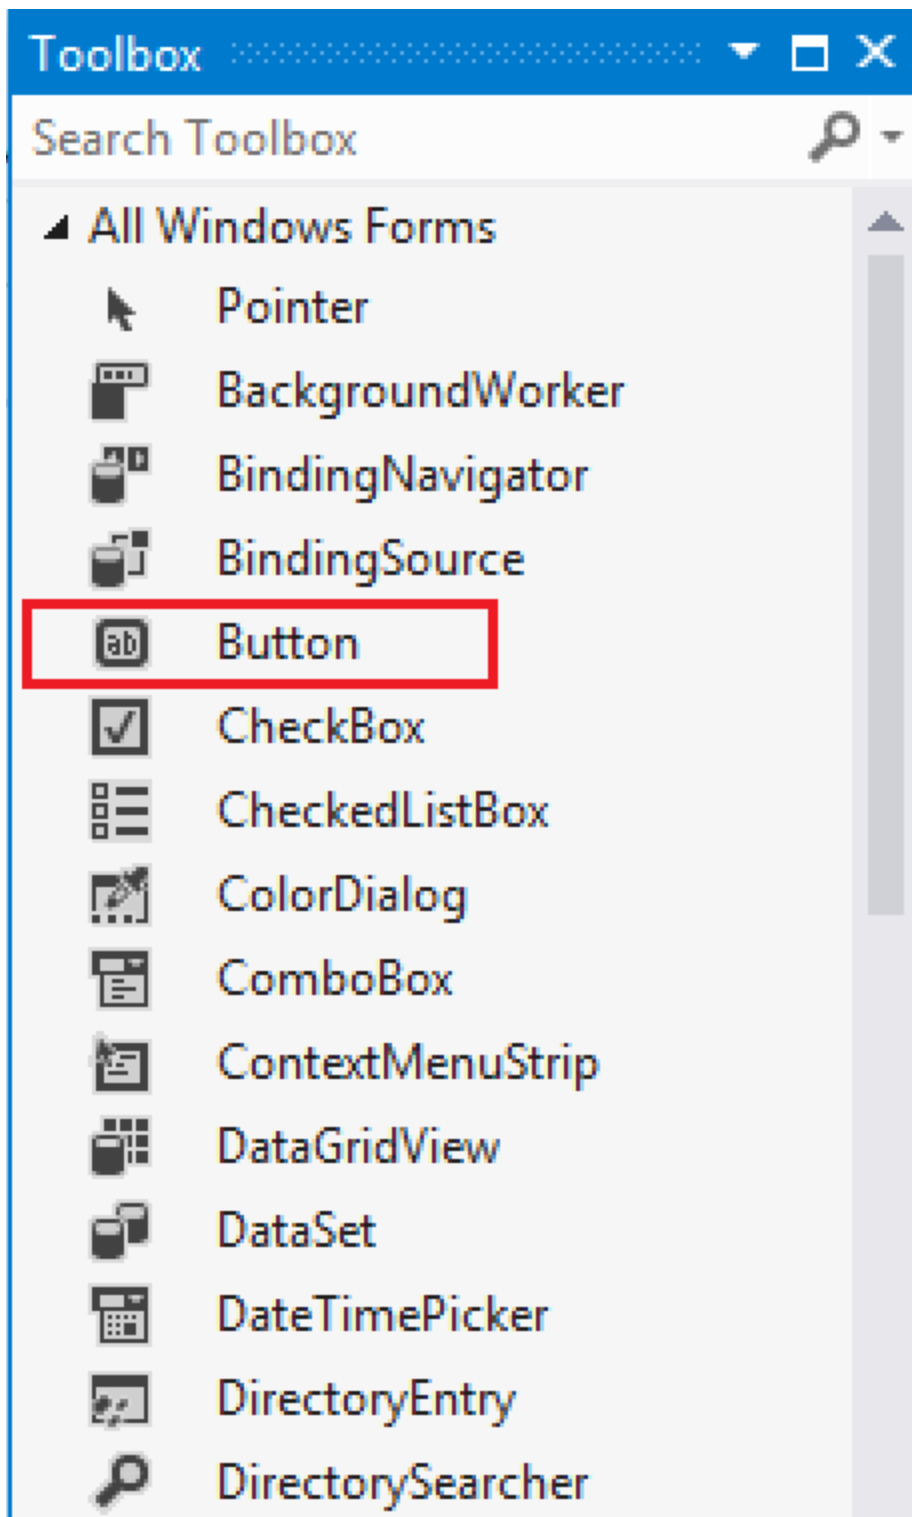 Toolbox
Search Toolbox
All Windows Forms
Pointer
BackgroundWorker
BindingNavigator
BindingSource
ab Button
CheckBox
CheckedListBox
ColorDialog
ComboBox
ContextMenuStrip
DataGridView
DataSet
DateTimePicker
DirectoryEntry
DirectorySearcher